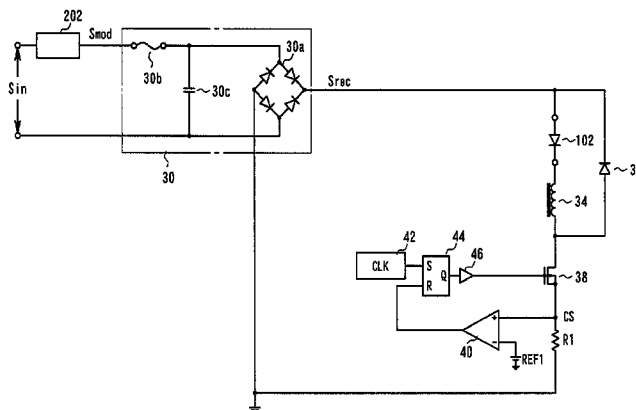 202
Smod
30a
Sin
30b
30c
Srec
102
3
34
30
42
44
46
CLK
S
Q
R
38
CS
40
REF1
R1